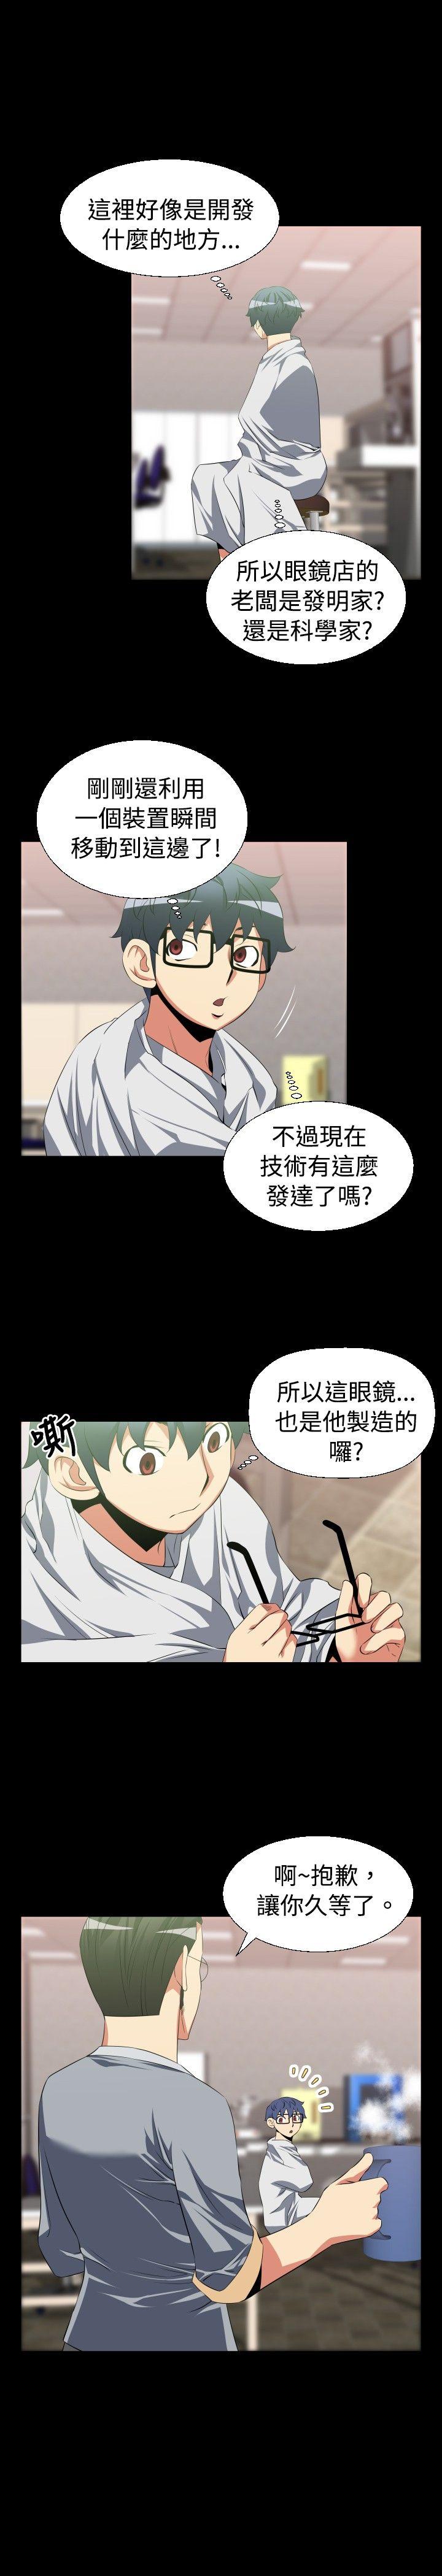 這裡好像是開發
什麼的地方...
所以眼鏡店的
老闆是發明家?
還是科學家?
剛剛還利用
一個裝置瞬間
移動到這邊了!
不過現在
技術有這麼
發達了嗎?
嘶
所以這眼鏡...
也是他製造的
囉?
啊~抱歉，
讓你久等了。